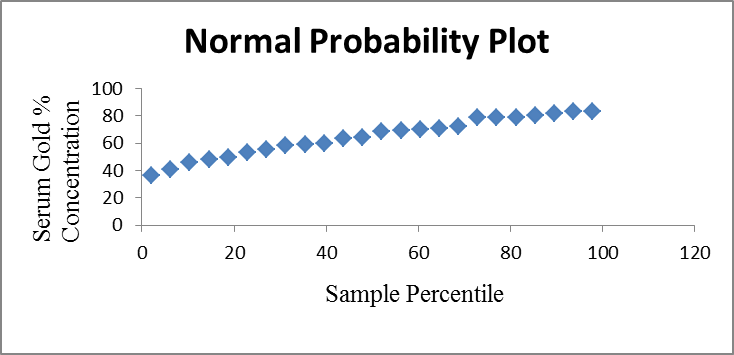 Normal Probability Plot
Serum Gold %
Concentration
100
80
60
40
20
0
0 20 40 60 80 100 120
Sample Percentile